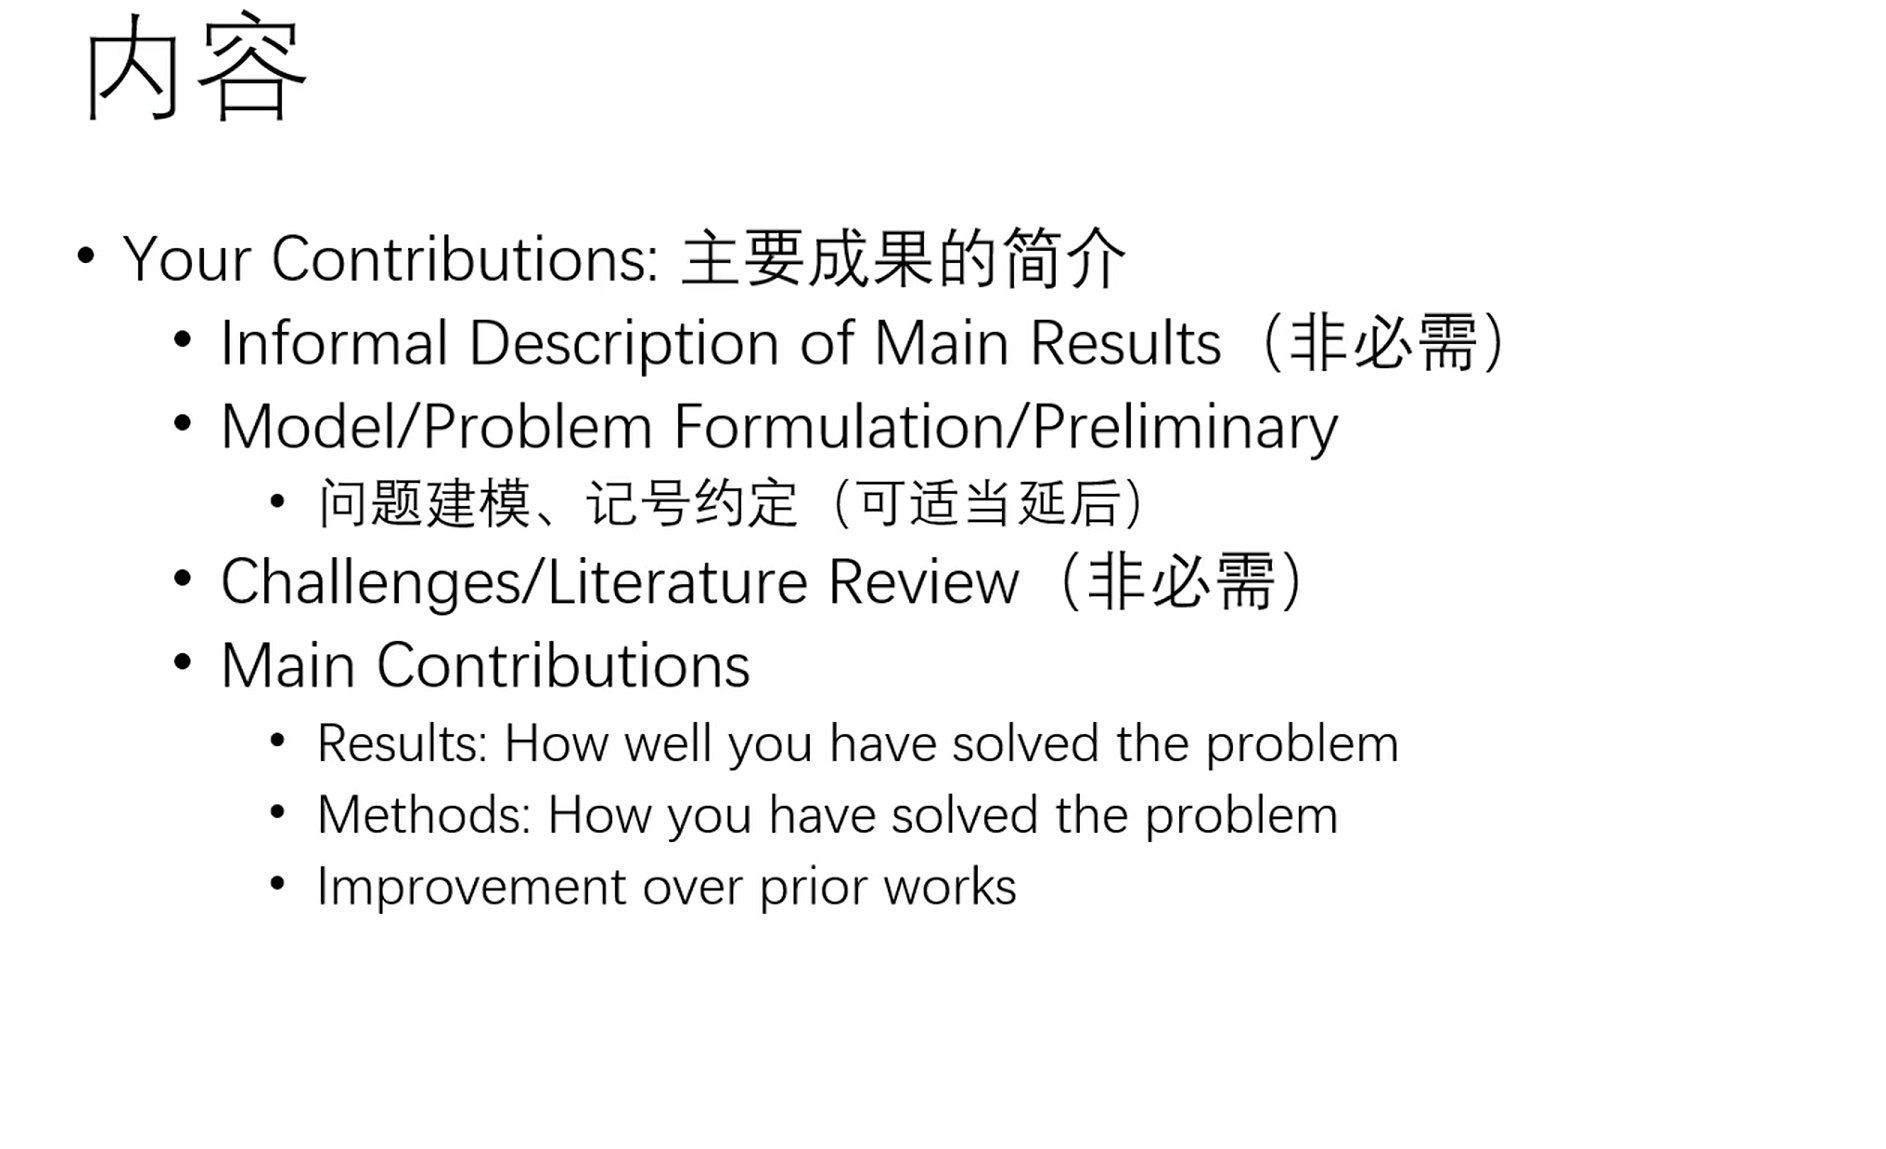 内容
• Your Contributions: 主要成果的简介
• Informal Description of Main Results（非必需）
• Model/Problem Formulation/Preliminary
• 问题建模、记号约定（可适当延后）
• Challenges/Literature Review（非必需）
• Main Contributions
• Results: How well you have solved the problem
• Methods: How you have solved the problem
• Improvement over prior works